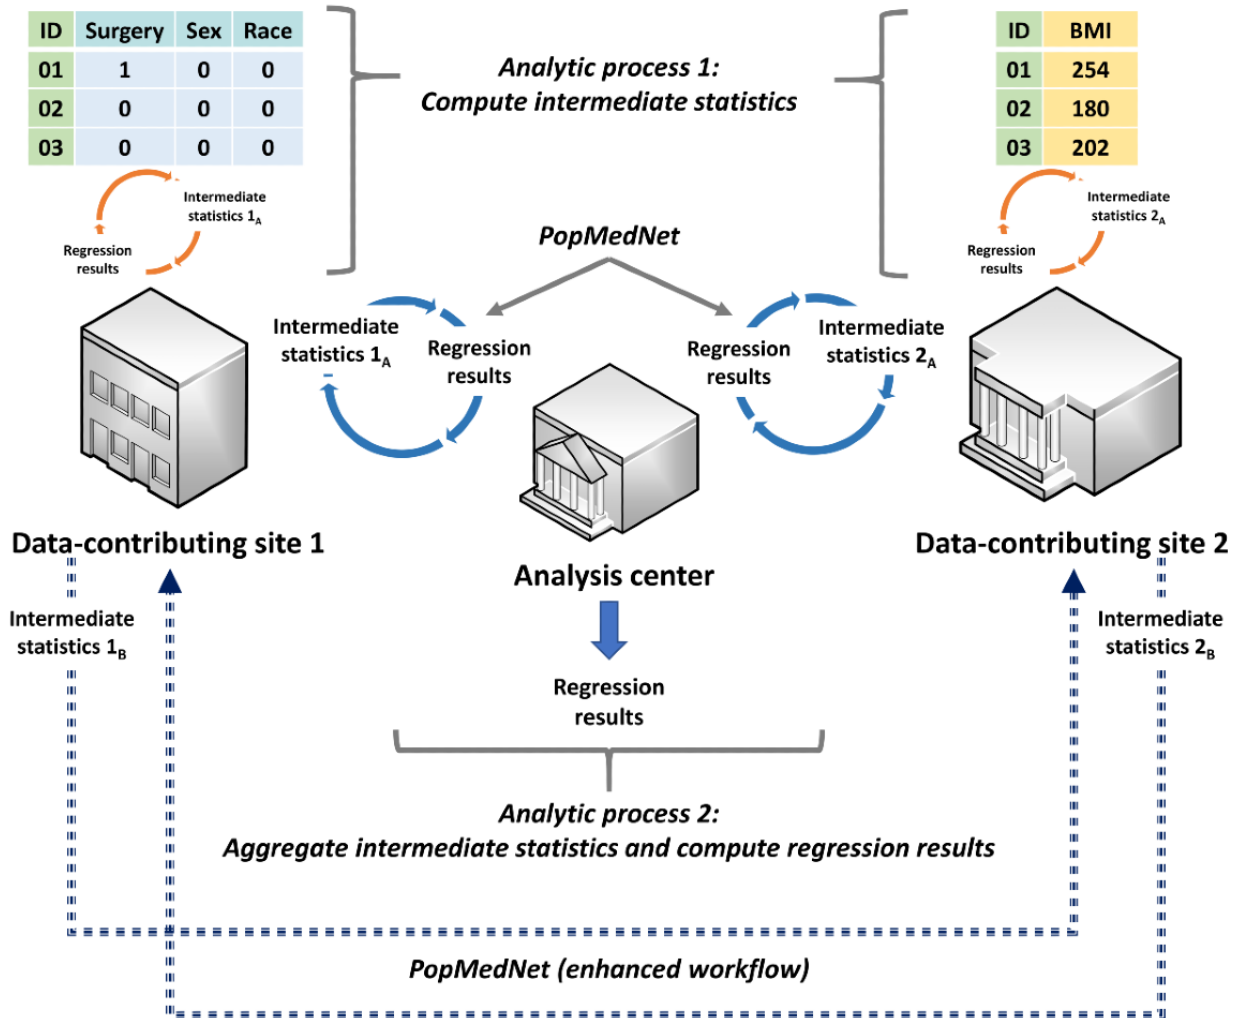 ID Surgery Sex Race
01 1 0 0
02 0 0 0
03 0 0 0
Analytic process 1:
Compute intermediate statistics
ID BMI
01 254
02 180
03 202
Intermediate
statistics 1A
Regression
results
PopMedNet
Intermediate
statistics 2A
Regression
results
Intermediate
statistics 1A
Regression
results
Regression
results
Intermediate
statistics 2A
Data-contributing site 1
Analysis center
Data-contributing site 2
Intermediate
statistics 1B
Regression
results
Intermediate
statistics 2B
Analytic process 2:
Aggregate intermediate statistics and compute regression results
PopMedNet (enhanced workflow)